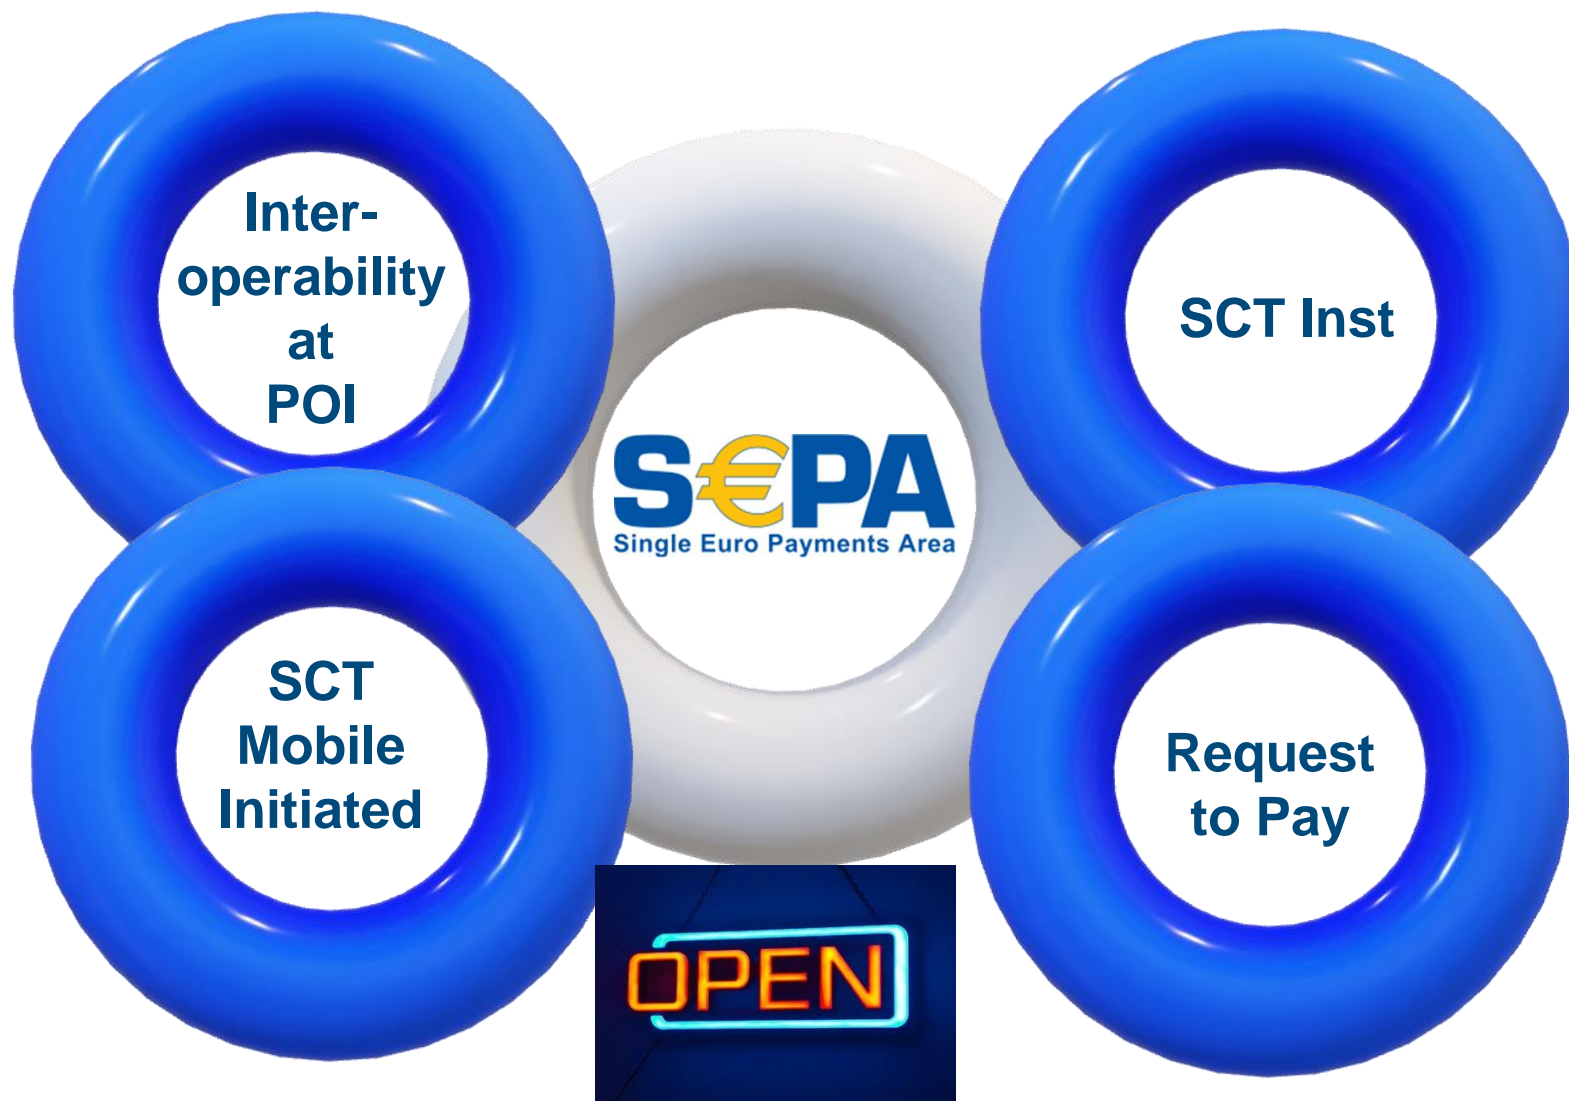 Inter-
operability
at
POI
SCT Inst
S€PA
Single Euro Payments Area
SCT
Mobile
Initiated
Request
to Pay
OPEN